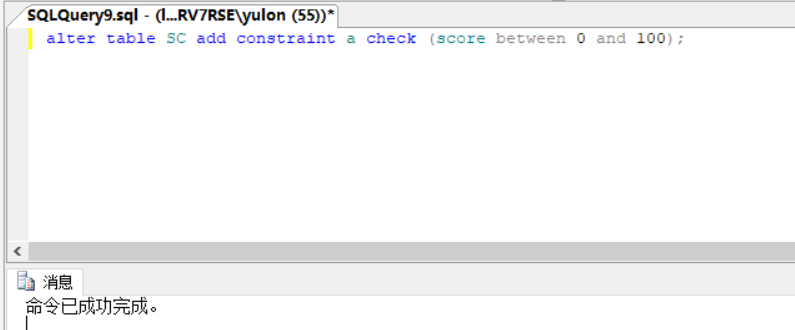 SQLQuery9.sql - (l...RV7RSE\yulon (55))*
alter table SC add constraint a check (score between 0 and 100);
消息
命令已成功完成。